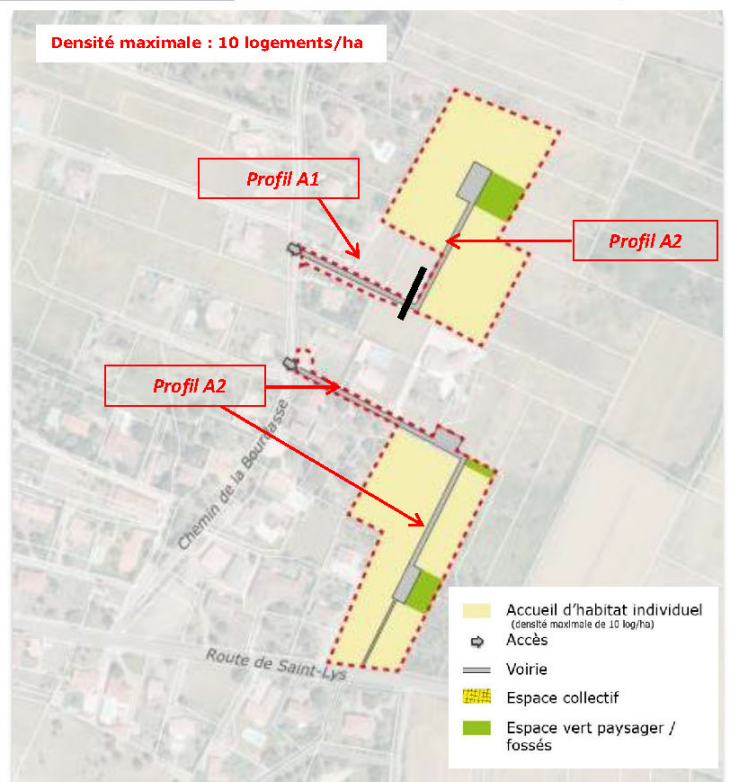 Densité maximale : 10 logements/ha
Profil A1
Profil A2
Profil A2
Chemin de la Bourdasse
Route de Saint-Lys
Accueil d'habitat individuel
(densité maximale de 10 log/ha)
Accès
Voirie
Espace collectif
Espace vert paysager /
fossés